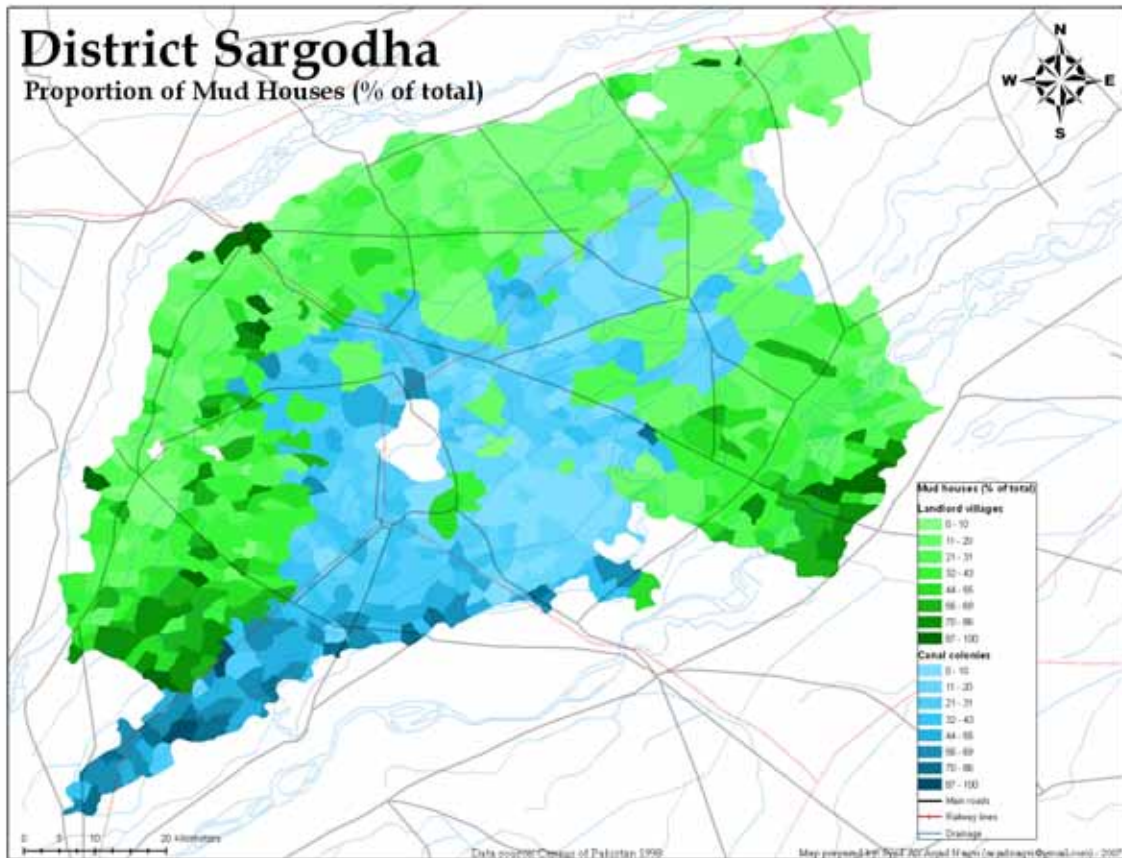 District Sargodha
Proportion of Mud Houses (% of total)
N
W E
S
Mud houses (% of total)
Landlord villages
0 - 10
11 - 20
21 - 31
32 - 43
44 - 55
56 - 69
70 - 86
87 - 100
Canal colonies
0 - 10
11 - 20
21 - 31
32 - 43
44 - 55
56 - 69
70 - 86
87 - 100
Main roads
Railway lines
Drainage
0 5 10 20 kilometers
Data source: Census of Pakistan 1998
Map prepared by: Syed Ali